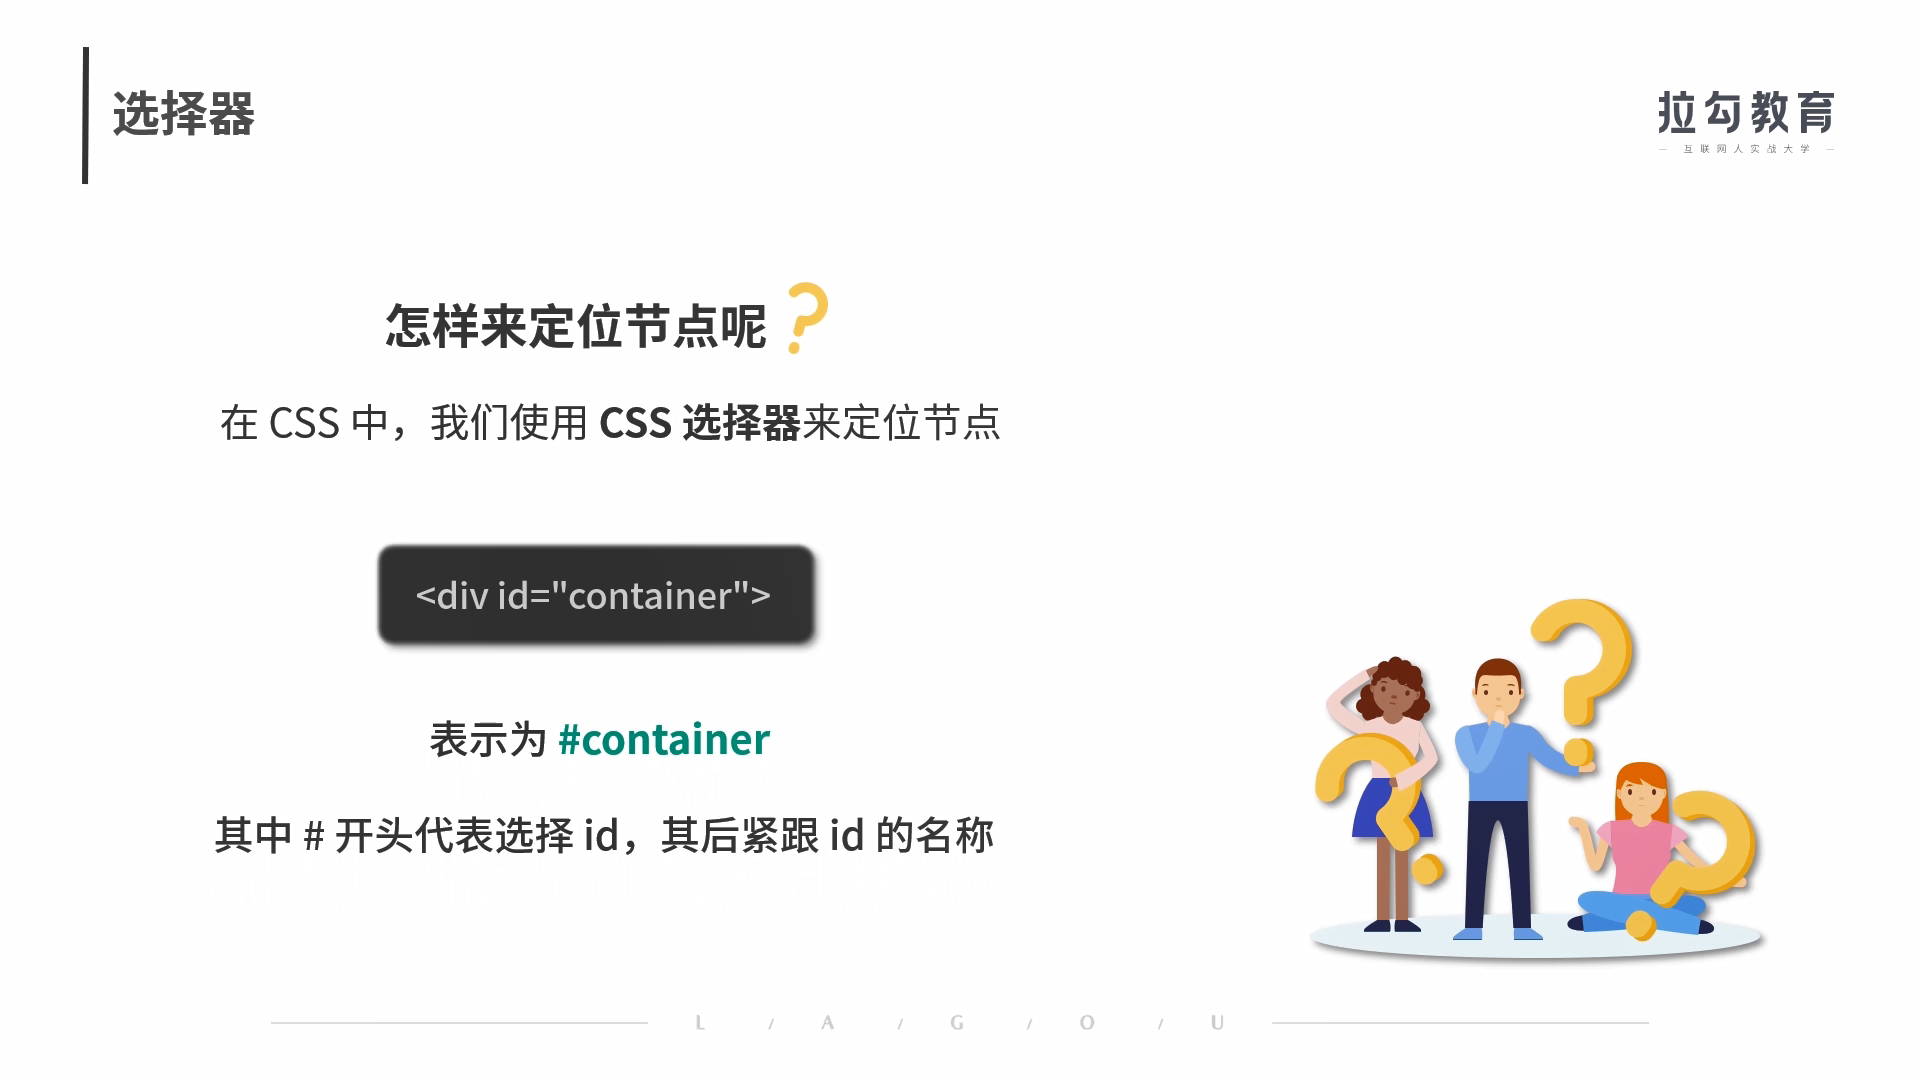 选择器
拉勾教育
— 互联网人实战大学 —
怎样来定位节点呢?
在 CSS 中，我们使用 CSS 选择器来定位节点
<div id="container">
表示为 #container
其中 # 开头代表选择 id，其后紧跟 id 的名称
L / A / G / O / U